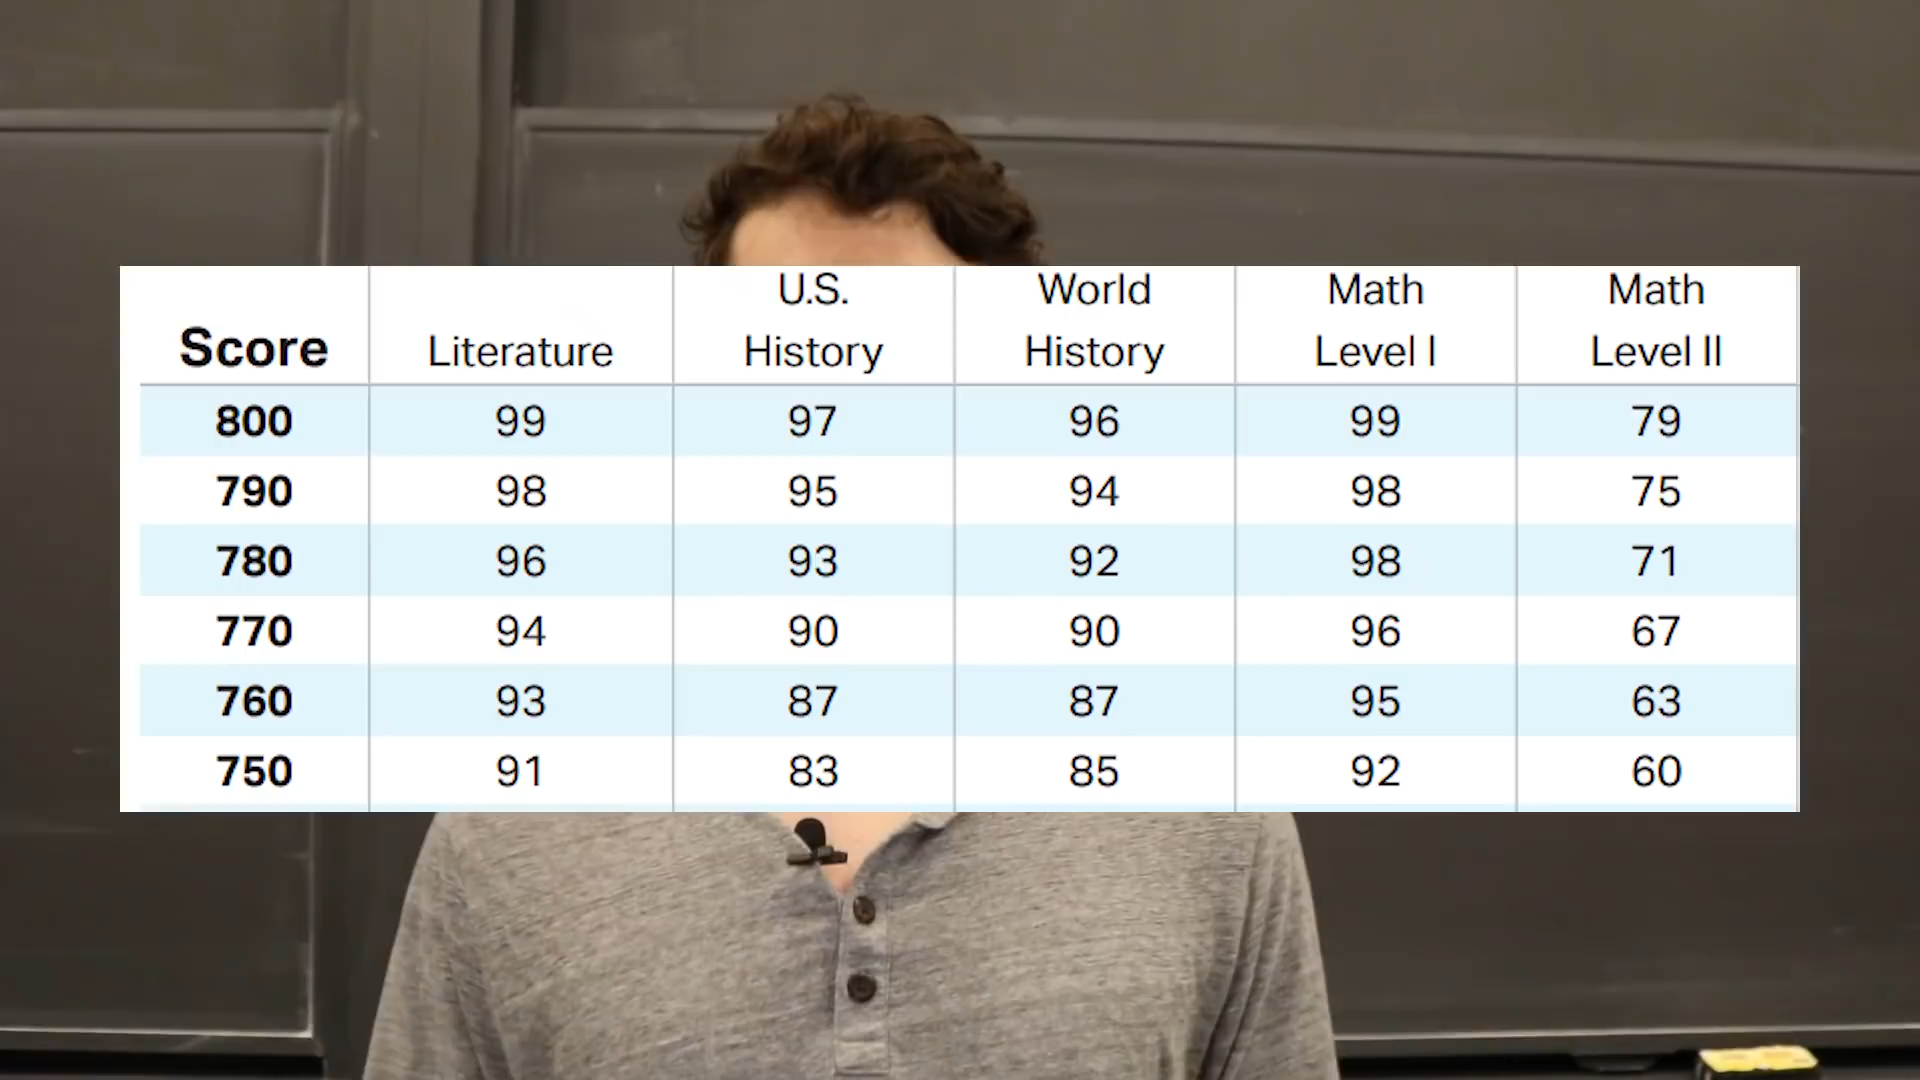 Score Literature U.S. History World History Math Level I Math Level II
800 99 97 96 99 79
790 98 95 94 98 75
780 96 93 92 98 71
770 94 90 90 96 67
760 93 87 87 95 63
750 91 83 85 92 60